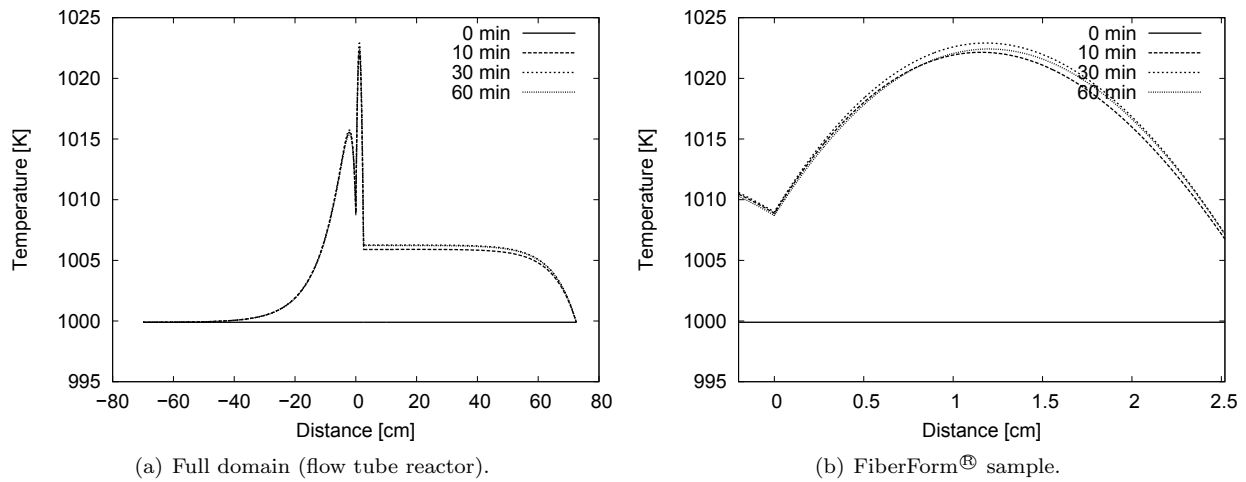 1025
1020
1015
1010
1005
1000
995
Temperature [K]
−80 −60 −40 −20 0 20 40 60 80
Distance [cm]
0 min
10 min
30 min
60 min
(a) Full domain (flow tube reactor).
1025
1020
1015
1010
1005
1000
995
Temperature [K]
0 0.5 1 1.5 2 2.5
Distance [cm]
0 min
10 min
30 min
60 min
(b) FiberForm® sample.